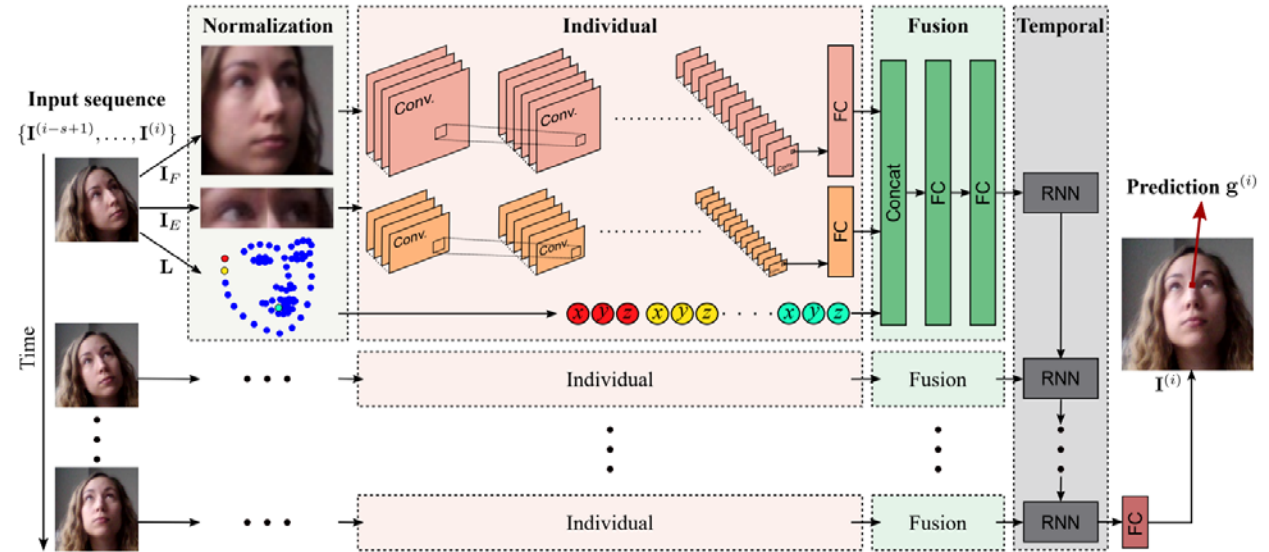 Normalization
Individual
Fusion
Temporal
Input sequence
{I^(i−s+1), . . . , I^(i)}
I_F
I_E
L
Conv.
Conv.
Conv.
FC
Conv.
Conv.
FC
x y z x y z · · · · x y z
Concat
FC
FC
RNN
Prediction g^(i)
I^(i)
Time
Individual
Fusion
RNN
Individual
Fusion
RNN
FC